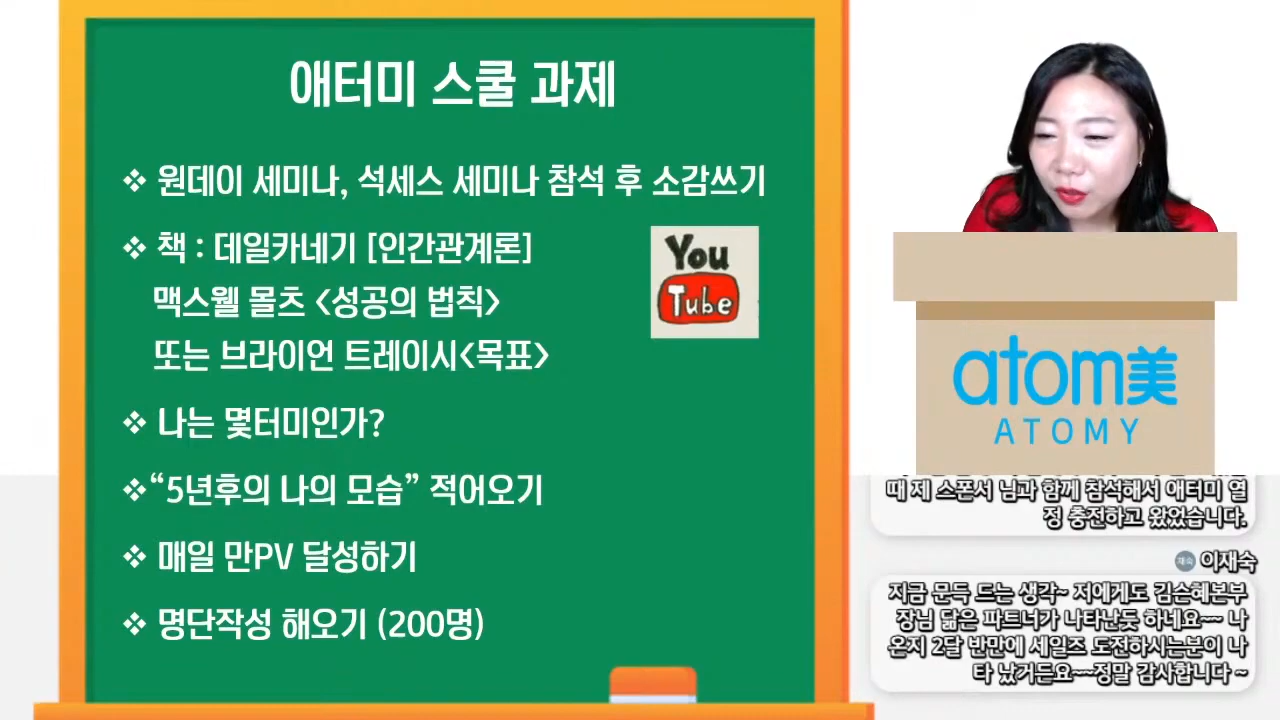 애터미 스쿨 과제
❖ 원데이 세미나, 석세스 세미나 참석 후 소감쓰기
❖ 책 : 데일카네기 [인간관계론]
맥스웰 몰츠 <성공의 법칙>
또는 브라이언 트레이시<목표>
You
Tube
❖ 나는 몇터미인가?
❖“5년후의 나의 모습” 적어오기
❖ 매일 만PV 달성하기
❖ 명단작성 해오기 (200명)
atom美
ATOMY
때 제 스폰서 님과 함께 참석해서 애터미 열
정 충전하고 왔었습니다.
재숙 이재숙
지금 문득 드는 생각~ 저에게도 김손혜본부
장님 닮은 파트너가 나타난듯 하네요~~ 나
온지 2달 반만에 세일즈 도전하시는분이 나
타 났거든요~~정말 감사합니다 ~